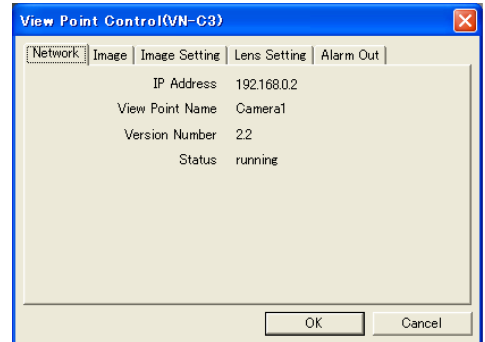 View Point Control(VN-C3)
Network Image Image Setting Lens Setting Alarm Out
IP Address 192.168.0.2
View Point Name Camera1
Version Number 2.2
Status running
OK Cancel